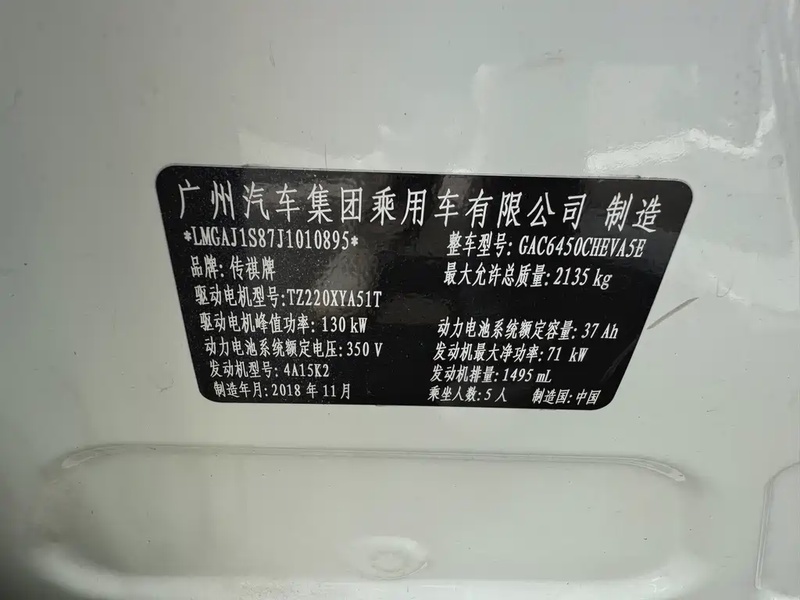 广州汽车集团乘用车有限公司 制造
*LMGAJ1S87J1010895* 整车型号: GAC6450CHEVA5E
品牌: 传祺牌 最大允许总质量: 2135 kg
驱动电机型号: TZ220XYA51T
驱动电机峰值功率: 130 kW 动力电池系统额定容量: 37 Ah
动力电池系统额定电压: 350 V 发动机最大净功率: 71 kW
发动机型号: 4A15K2 发动机排量: 1495 mL
制造年月: 2018 年 11 月 乘坐人数: 5 人 制造国: 中国